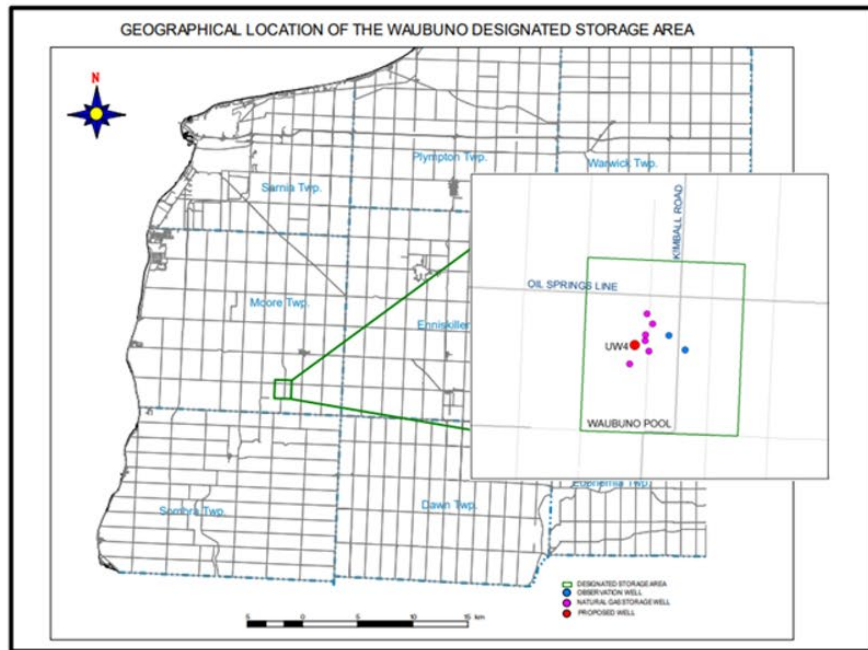 GEOGRAPHICAL LOCATION OF THE WAUBUNO DESIGNATED STORAGE AREA
N
Plympton Twp.
Warwick Twp.
Sarnia Twp.
KIMBALL ROAD
OIL SPRINGS LINE
Moore Twp.
Enniskillen
UW4
WAUBUNO POOL
Sombra Twp.
Dawn Twp.
Twp.
DESIGNATED STORAGE AREA
OBSERVATION WELL
NATURAL GAS STORAGE WELL
PROPOSED WELL
5 0 5 10 15 km